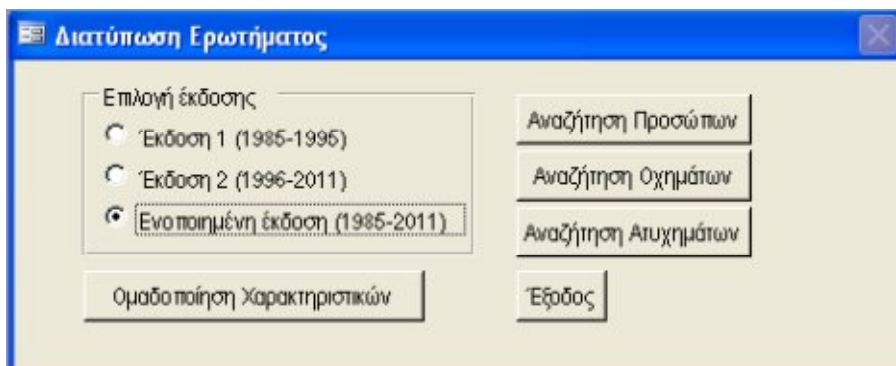 Διατύπωση Ερωτήματος
Επιλογή έκδοσης
Έκδοση 1 (1985-1995)
Έκδοση 2 (1996-2011)
Ενοποιημένη έκδοση (1985-2011)
Αναζήτηση Προσώπων
Αναζήτηση Οχημάτων
Αναζήτηση Ατυχημάτων
Ομαδοποίηση Χαρακτηριστικών
Έξοδος